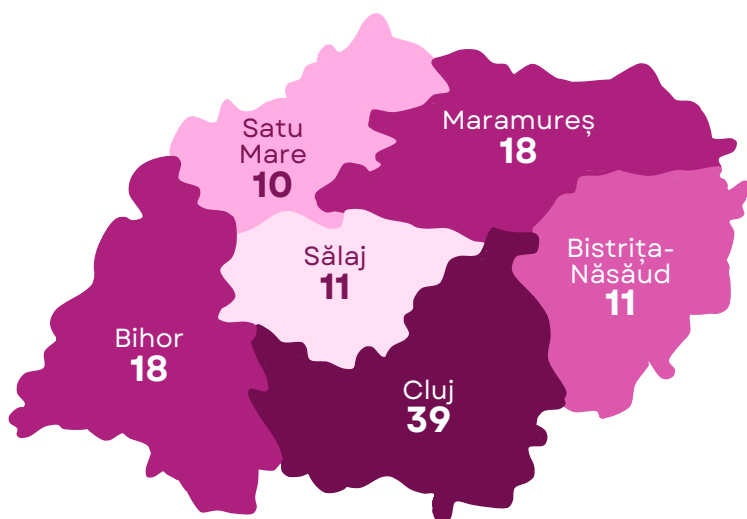 Satu
Mare
10
Maramureș
18
Sălaj
11
Bistrița-
Năsăud
11
Bihor
18
Cluj
39